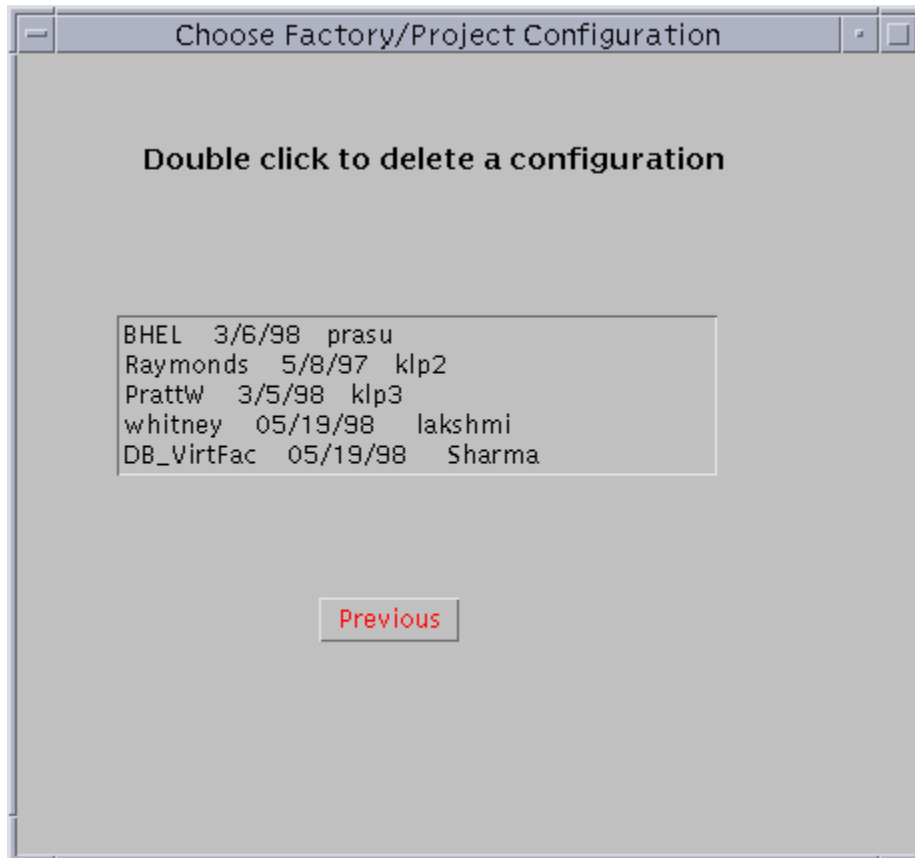 Choose Factory/Project Configuration
Double click to delete a configuration
BHEL 3/6/98 prasu
Raymonds 5/8/97 klp2
PrattW 3/5/98 klp3
whitney 05/19/98 lakshmi
DB_VirtFac 05/19/98 Sharma
Previous